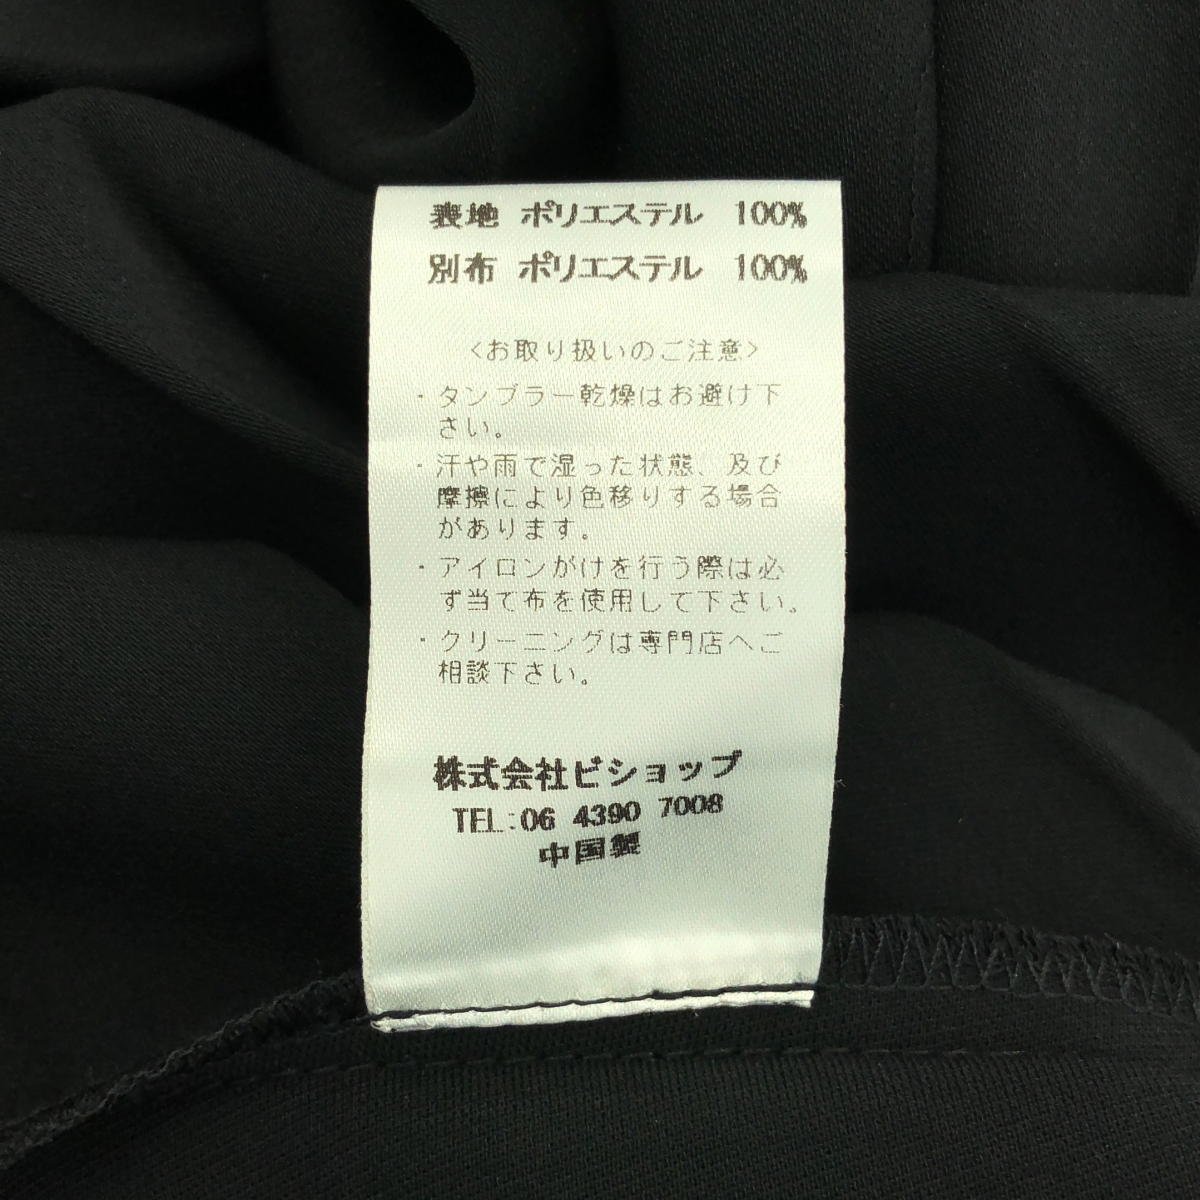 表地 ポリエステル 100%
別布 ポリエステル 100%
<お取り扱いのご注意>
・タンブラー乾燥はお避け下
さい。
・汗や雨で湿った状態、及び
摩擦により色移りする場合
があります。
・アイロンがけを行う際は必
ず当て布を使用して下さい。
・クリーニングは専門店へご
相談下さい。
株式会社ビショップ
TEL:06 4390 7008
中国製